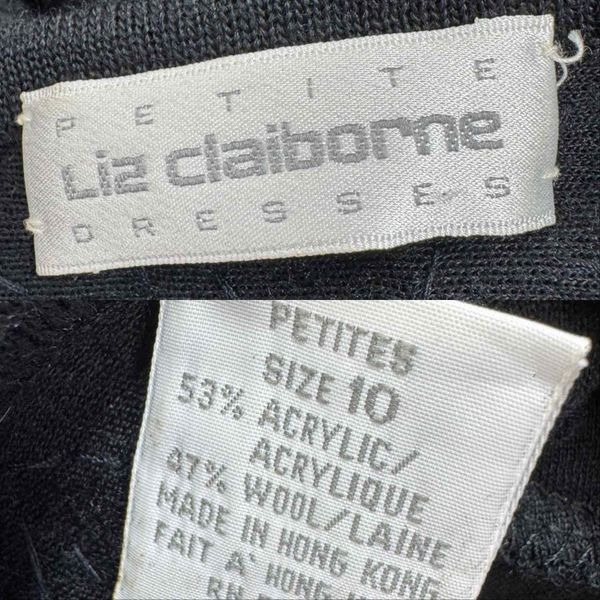 PETITE
Liz claiborne
DRESSES
PETITES
SIZE 10
53% ACRYLIC/
ACRYLIQUE
47% WOOL/LAINE
MADE IN HONG KONG
FAIT A' HONG
RN